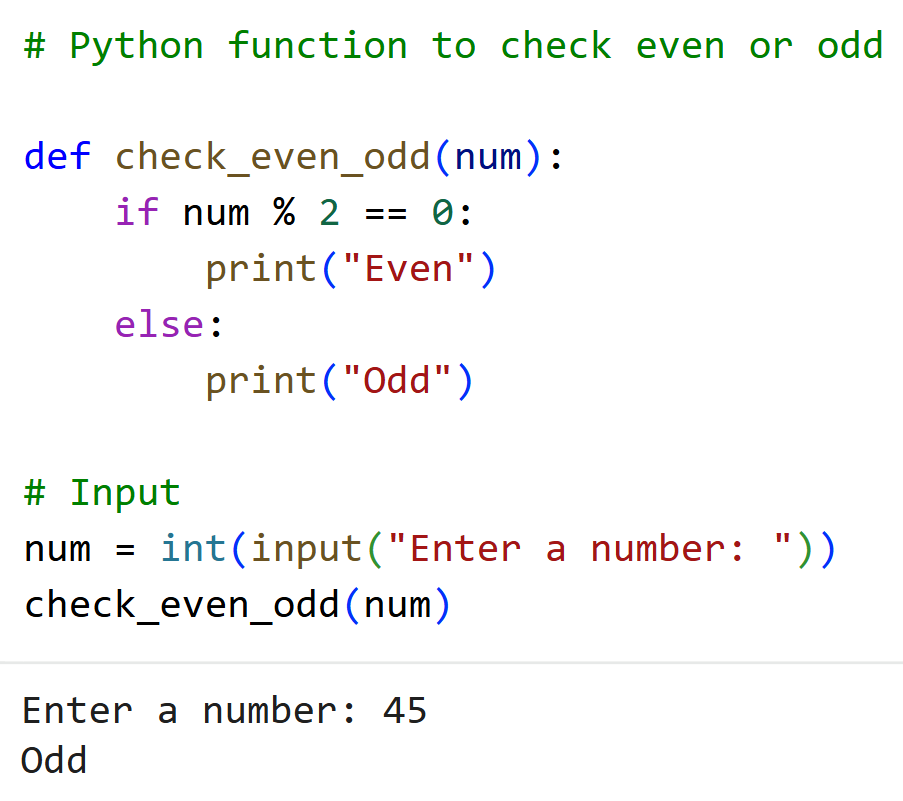 # Python function to check even or odd

def check_even_odd(num):
    if num % 2 == 0:
        print("Even")
    else:
        print("Odd")

# Input
num = int(input("Enter a number: "))
check_even_odd(num)
Enter a number: 45
Odd